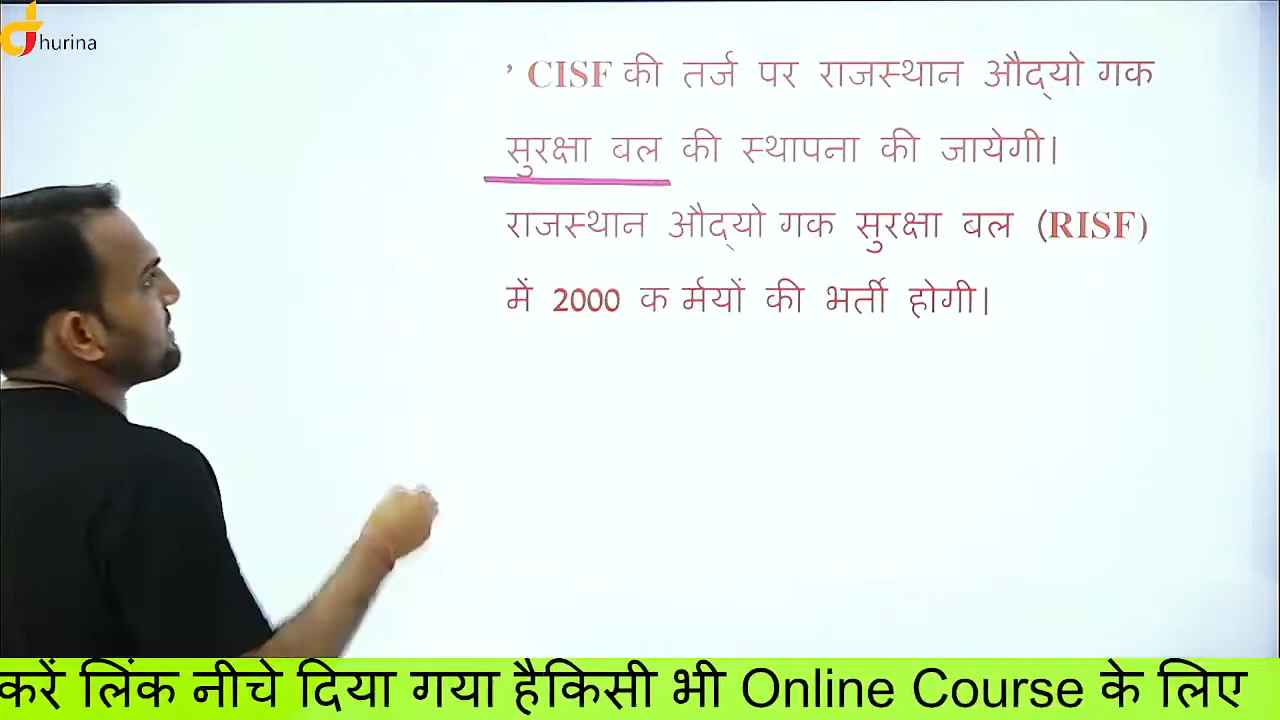 hurina
’ CISF की तर्ज पर राजस्थान औद्यो गक
सुरक्षा बल की स्थापना की जायेगी।
राजस्थान औद्यो गक सुरक्षा बल (RISF)
में 2000 क र्मयों की भर्ती होगी।
करें लिंक नीचे दिया गया हैकिसी भी Online Course के लिए